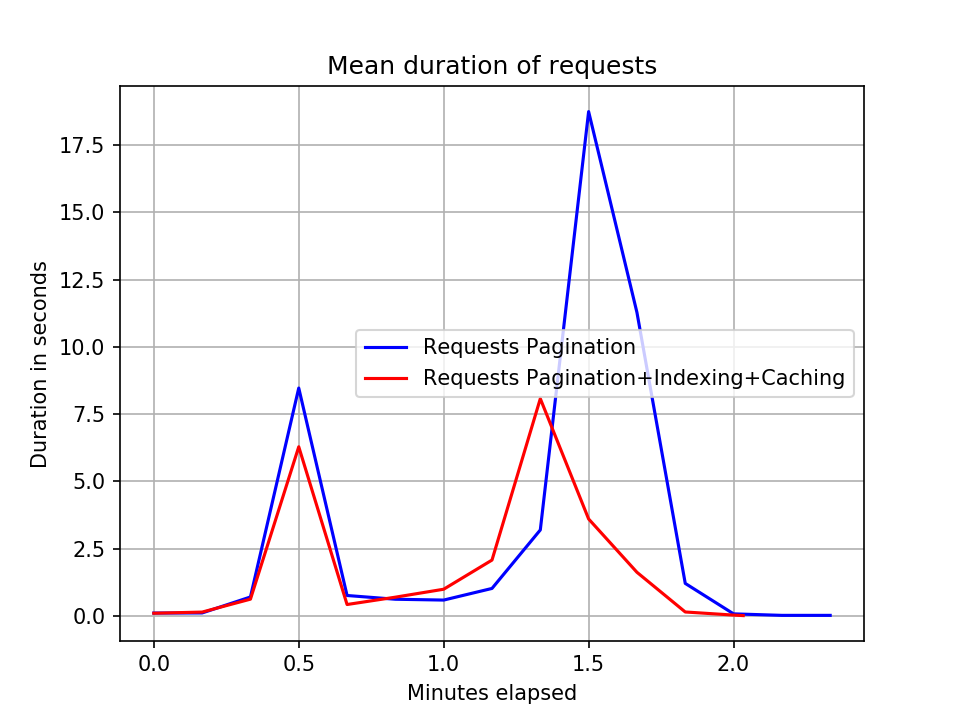 Mean duration of requests
17.5
15.0
12.5
10.0
7.5
5.0
2.5
0.0
Duration in seconds
Requests Pagination
Requests Pagination+Indexing+Caching
0.0 0.5 1.0 1.5 2.0
Minutes elapsed